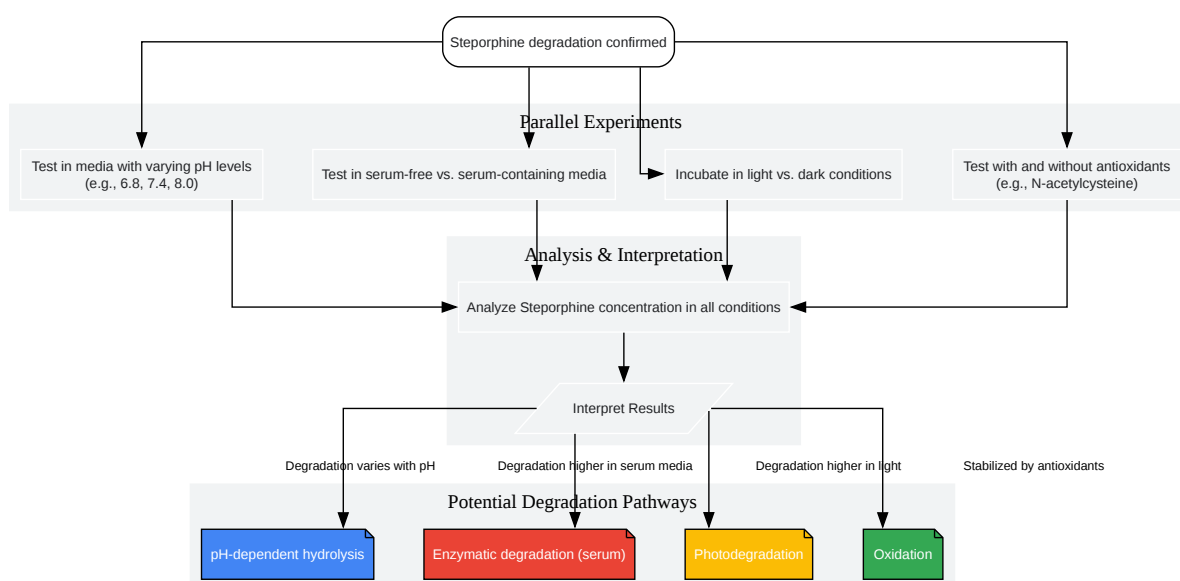 Steporphine degradation confirmed
Parallel Experiments
Test in media with varying pH levels
(e.g., 6.8, 7.4, 8.0)
Test in serum-free vs. serum-containing media
Incubate in light vs. dark conditions
Test with and without antioxidants
(e.g., N-acetylcysteine)
Analysis & Interpretation
Analyze Steporphine concentration in all conditions
Interpret Results
Degradation varies with pH
Degradation higher in serum media
Degradation higher in light
Stabilized by antioxidants
Potential Degradation Pathways
pH-dependent hydrolysis
Enzymatic degradation (serum)
Photodegradation
Oxidation